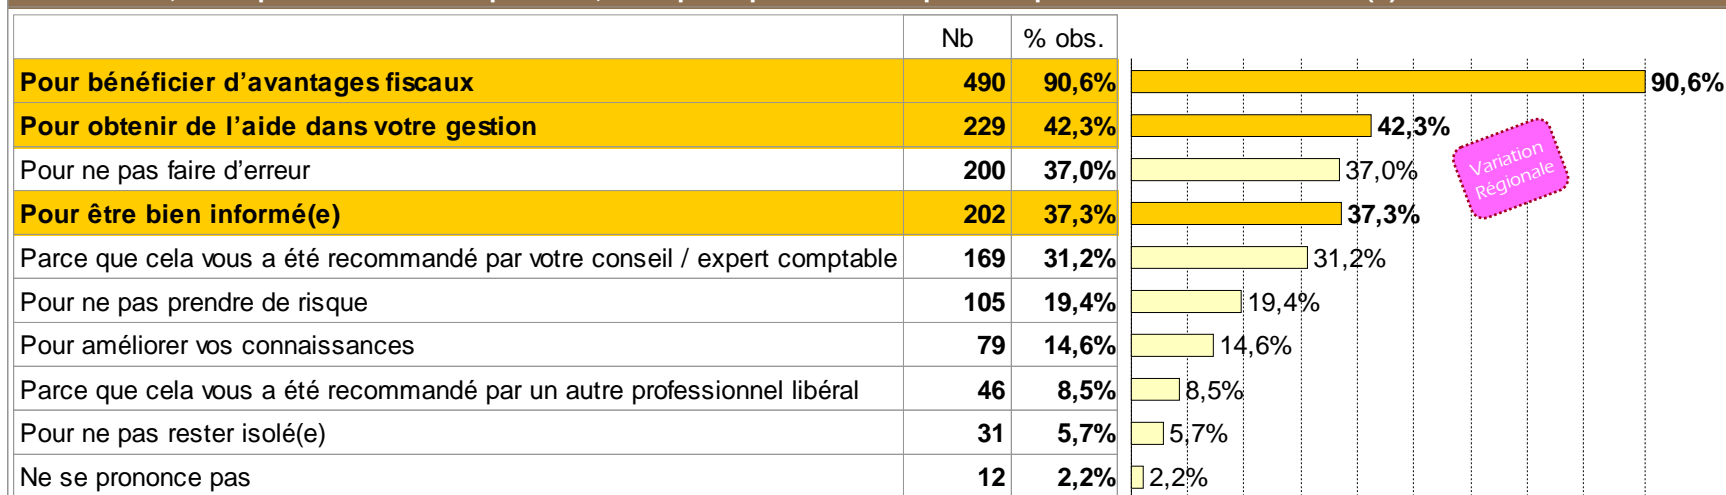 Nb % obs.
Pour bénéficier d’avantages fiscaux 490 90,6% 90,6%
Pour obtenir de l’aide dans votre gestion 229 42,3% 42,3%
Pour ne pas faire d’erreur 200 37,0% 37,0%
Variation
Régionale
Pour être bien informé(e) 202 37,3% 37,3%
Parce que cela vous a été recommandé par votre conseil / expert comptable 169 31,2% 31,2%
Pour ne pas prendre de risque 105 19,4% 19,4%
Pour améliorer vos connaissances 79 14,6% 14,6%
Parce que cela vous a été recommandé par un autre professionnel libéral 46 8,5% 8,5%
Pour ne pas rester isolé(e) 31 5,7% 5,7%
Ne se prononce pas 12 2,2% 2,2%